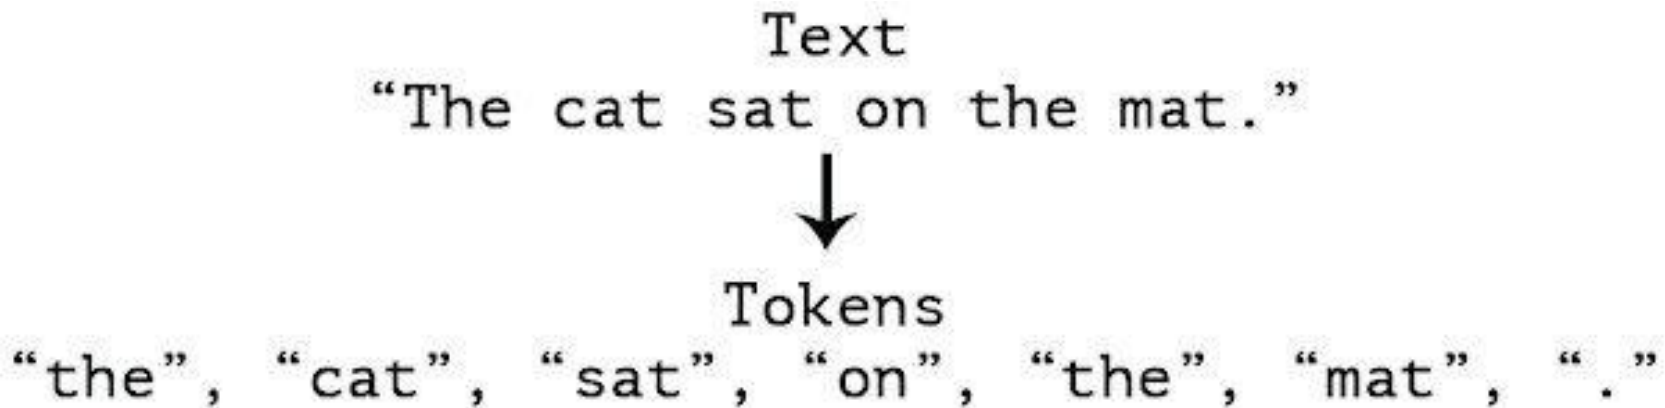 Text
“The cat sat on the mat.”
Tokens
“the”, “cat”, “sat”, “on”, “the”, “mat”, “.”